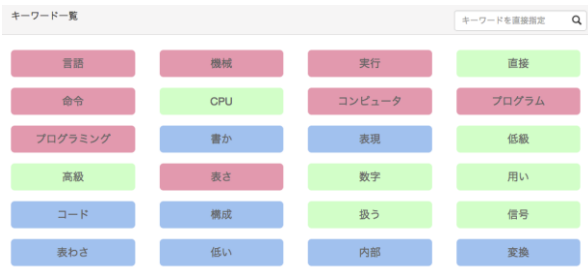 キーワード一覧 キーワードを直接指定
言語 機械 実行 直接
命令 CPU コンピュータ プログラム
プログラミング 書か 表現 低級
高級 表さ 数字 用い
コード 構成 扱う 信号
表わさ 低い 内部 変換